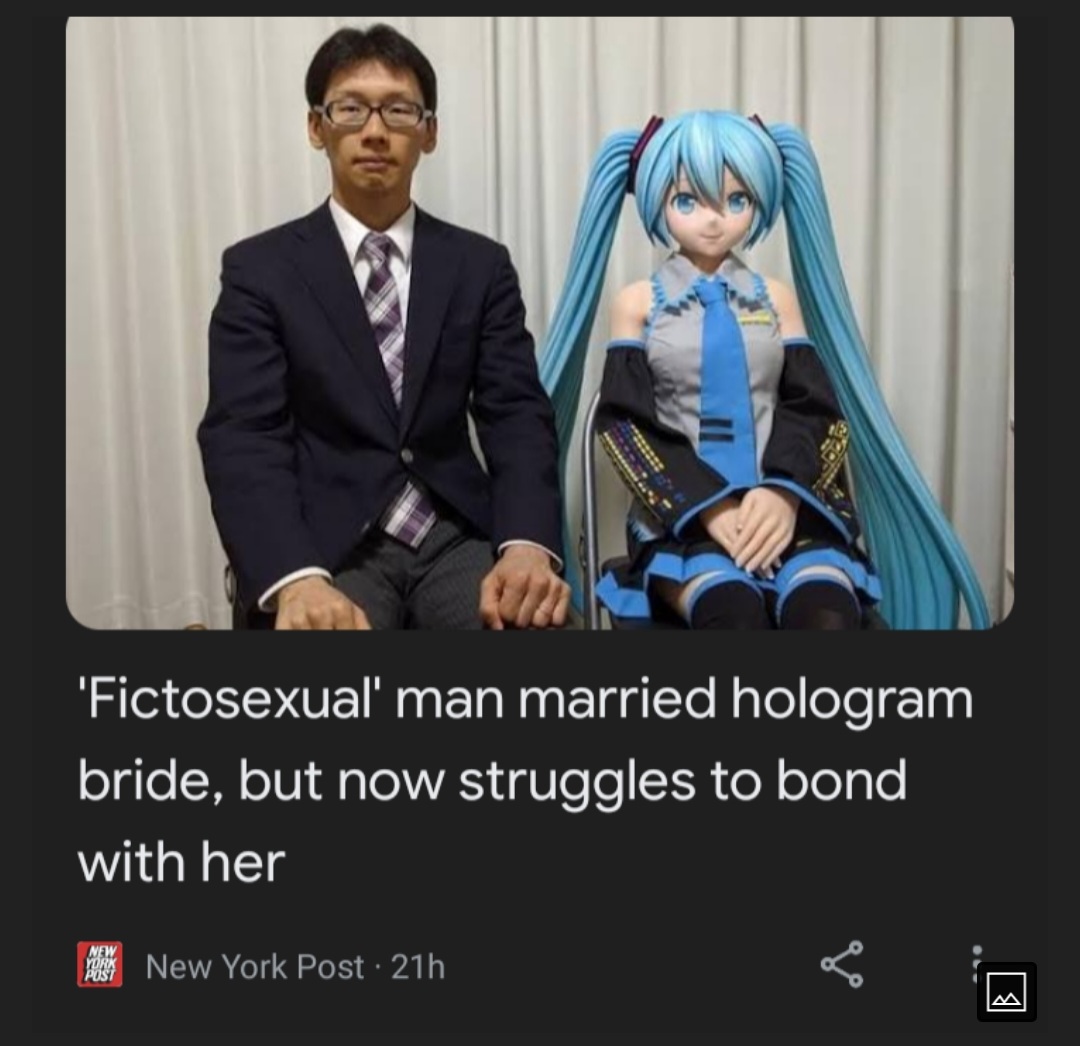 'Fictosexual' man married hologram
bride, but now struggles to bond
with her
NEW
YORK
POST
New York Post · 21h